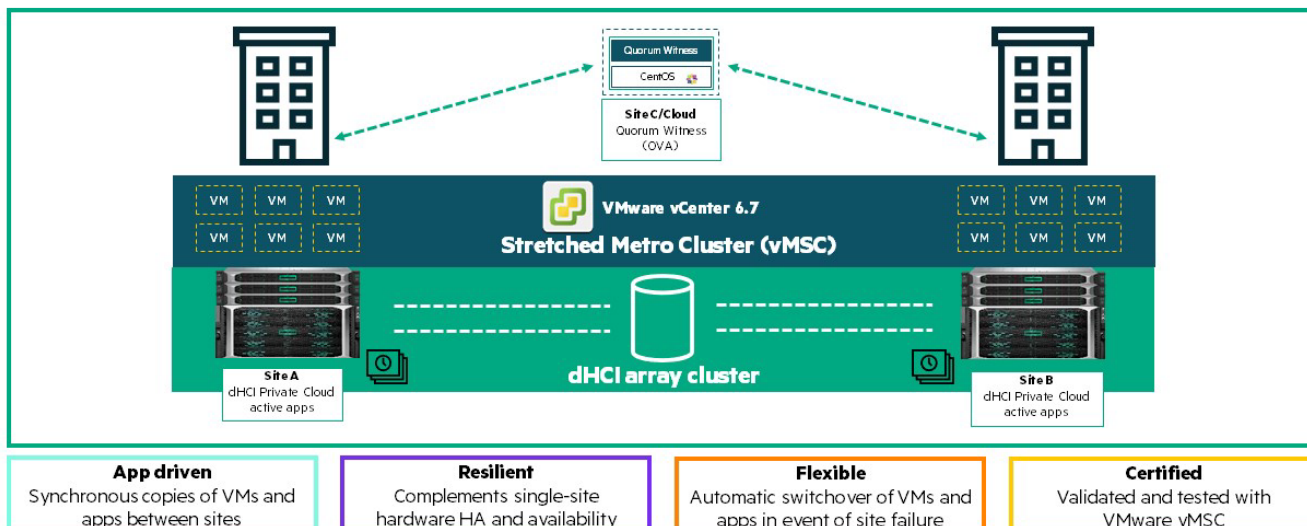 Quorum Witness
CentOS
Site C/Cloud
Quorum Witness
(OVA)
VM VM VM
VM VM VM
VMware vCenter 6.7
Stretched Metro Cluster (vMSC)
VM VM VM
VM VM VM
dHCI array cluster
Site A
dHCI Private Cloud
active apps
Site B
dHCI Private Cloud
active apps
App driven
Synchronous copies of VMs and
apps between sites
Resilient
Complements single-site
hardware HA and availability
Flexible
Automatic switchover of VMs and
apps in event of site failure
Certified
Validated and tested with
VMware vMSC